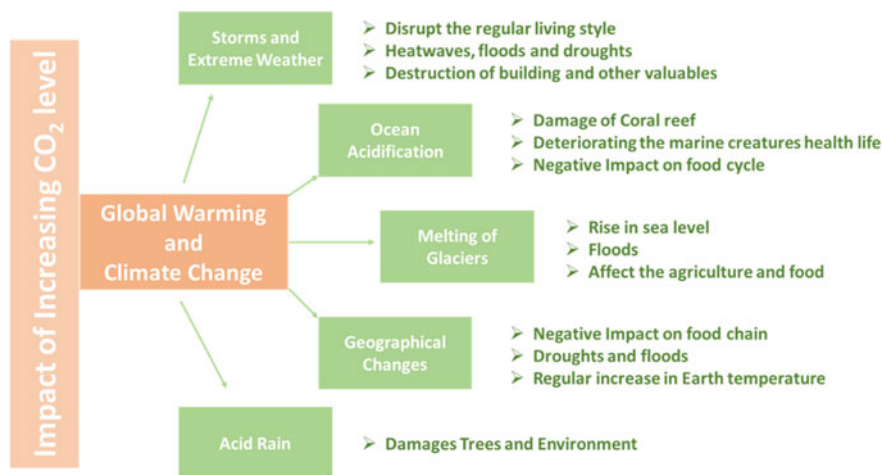 Impact of Increasing CO₂ level
Global Warming
and
Climate Change
Storms and
Extreme Weather
➢ Disrupt the regular living style
➢ Heatwaves, floods and droughts
➢ Destruction of building and other valuables
Ocean
Acidification
➢ Damage of Coral reef
➢ Deteriorating the marine creatures health life
➢ Negative Impact on food cycle
Melting of
Glaciers
➢ Rise in sea level
➢ Floods
➢ Affect the agriculture and food
Geographical
Changes
➢ Negative Impact on food chain
➢ Droughts and floods
➢ Regular increase in Earth temperature
Acid Rain
➢ Damages Trees and Environment